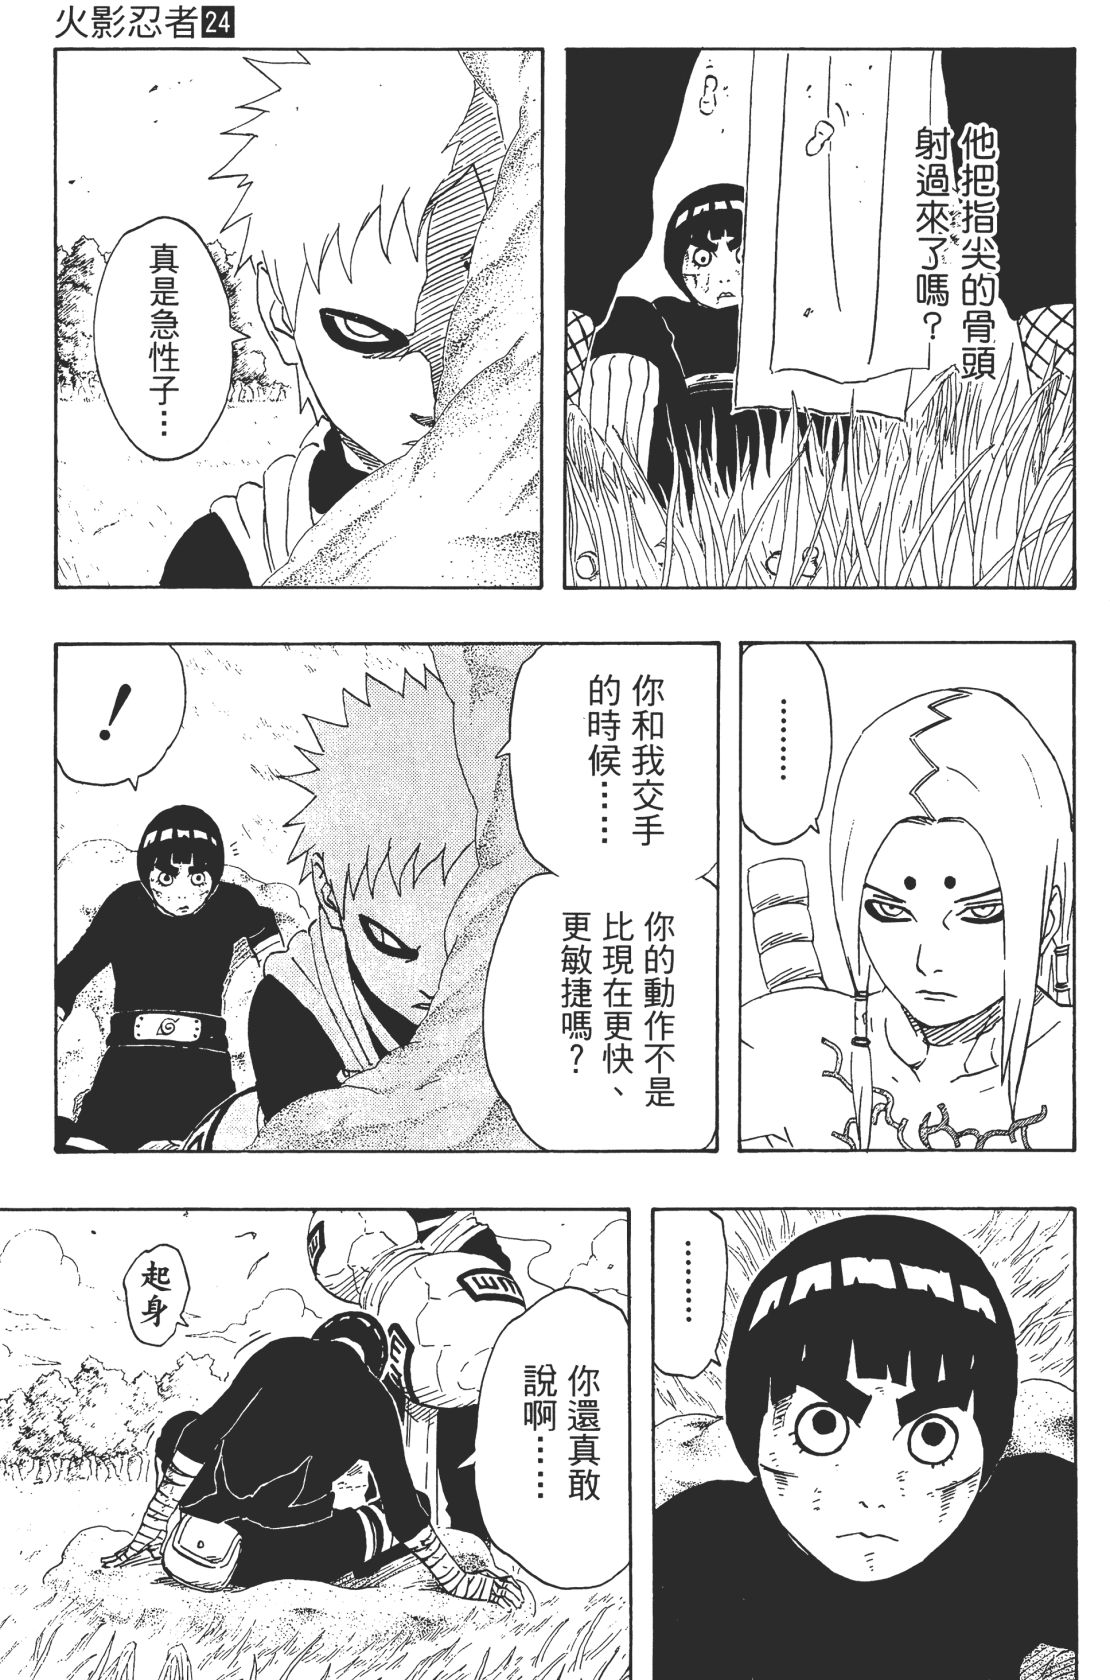 火影忍者24
他把指尖的骨頭
射過來了嗎？
真是急性子…
………
你和我交手
的時候……
你的動作不是
比現在更快、
更敏捷嗎？
！
………
你還真敢
說啊……
起身